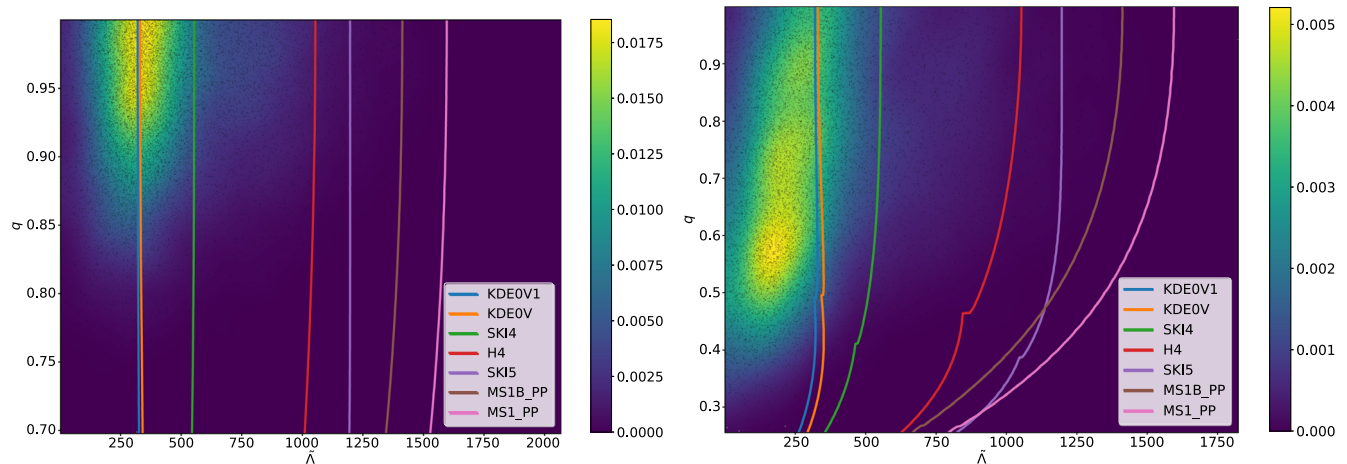 0.95
0.90
0.85
0.80
0.75
0.70
q
250
500
750
1000
1250
1500
1750
2000
Λ̃
KDE0V1
KDE0V
SKI4
H4
SKI5
MS1B_PP
MS1_PP
0.0175
0.0150
0.0125
0.0100
0.0075
0.0050
0.0025
0.0000
0.9
0.8
0.7
0.6
0.5
0.4
0.3
q
250
500
750
1000
1250
1500
1750
Λ̃
KDE0V1
KDE0V
SKI4
H4
SKI5
MS1B_PP
MS1_PP
0.005
0.004
0.003
0.002
0.001
0.000